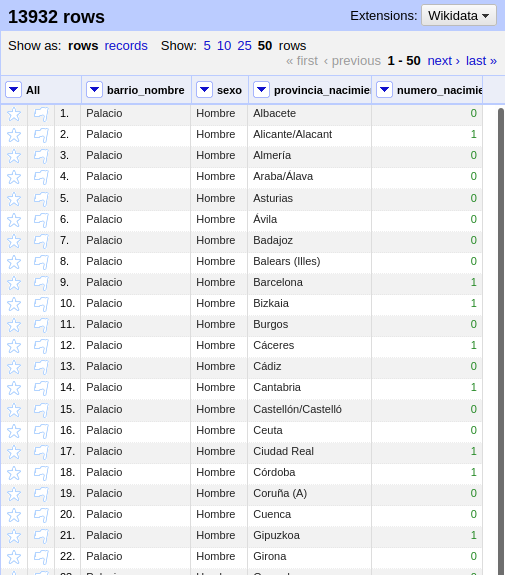 13932 rows Extensions: Wikidata
Show as: rows records Show: 5 10 25 50 rows
« first ‹ previous 1 - 50 next › last »
All barrio_nombre sexo provincia_nacimie numero_nacimie
1. Palacio Hombre Albacete 0
2. Palacio Hombre Alicante/Alacant 1
3. Palacio Hombre Almería 0
4. Palacio Hombre Araba/Álava 0
5. Palacio Hombre Asturias 0
6. Palacio Hombre Ávila 0
7. Palacio Hombre Badajoz 0
8. Palacio Hombre Balears (Illes) 0
9. Palacio Hombre Barcelona 1
10. Palacio Hombre Bizkaia 1
11. Palacio Hombre Burgos 0
12. Palacio Hombre Cáceres 1
13. Palacio Hombre Cádiz 0
14. Palacio Hombre Cantabria 1
15. Palacio Hombre Castellón/Castelló 0
16. Palacio Hombre Ceuta 0
17. Palacio Hombre Ciudad Real 1
18. Palacio Hombre Córdoba 1
19. Palacio Hombre Coruña (A) 0
20. Palacio Hombre Cuenca 0
21. Palacio Hombre Gipuzkoa 1
22. Palacio Hombre Girona 0